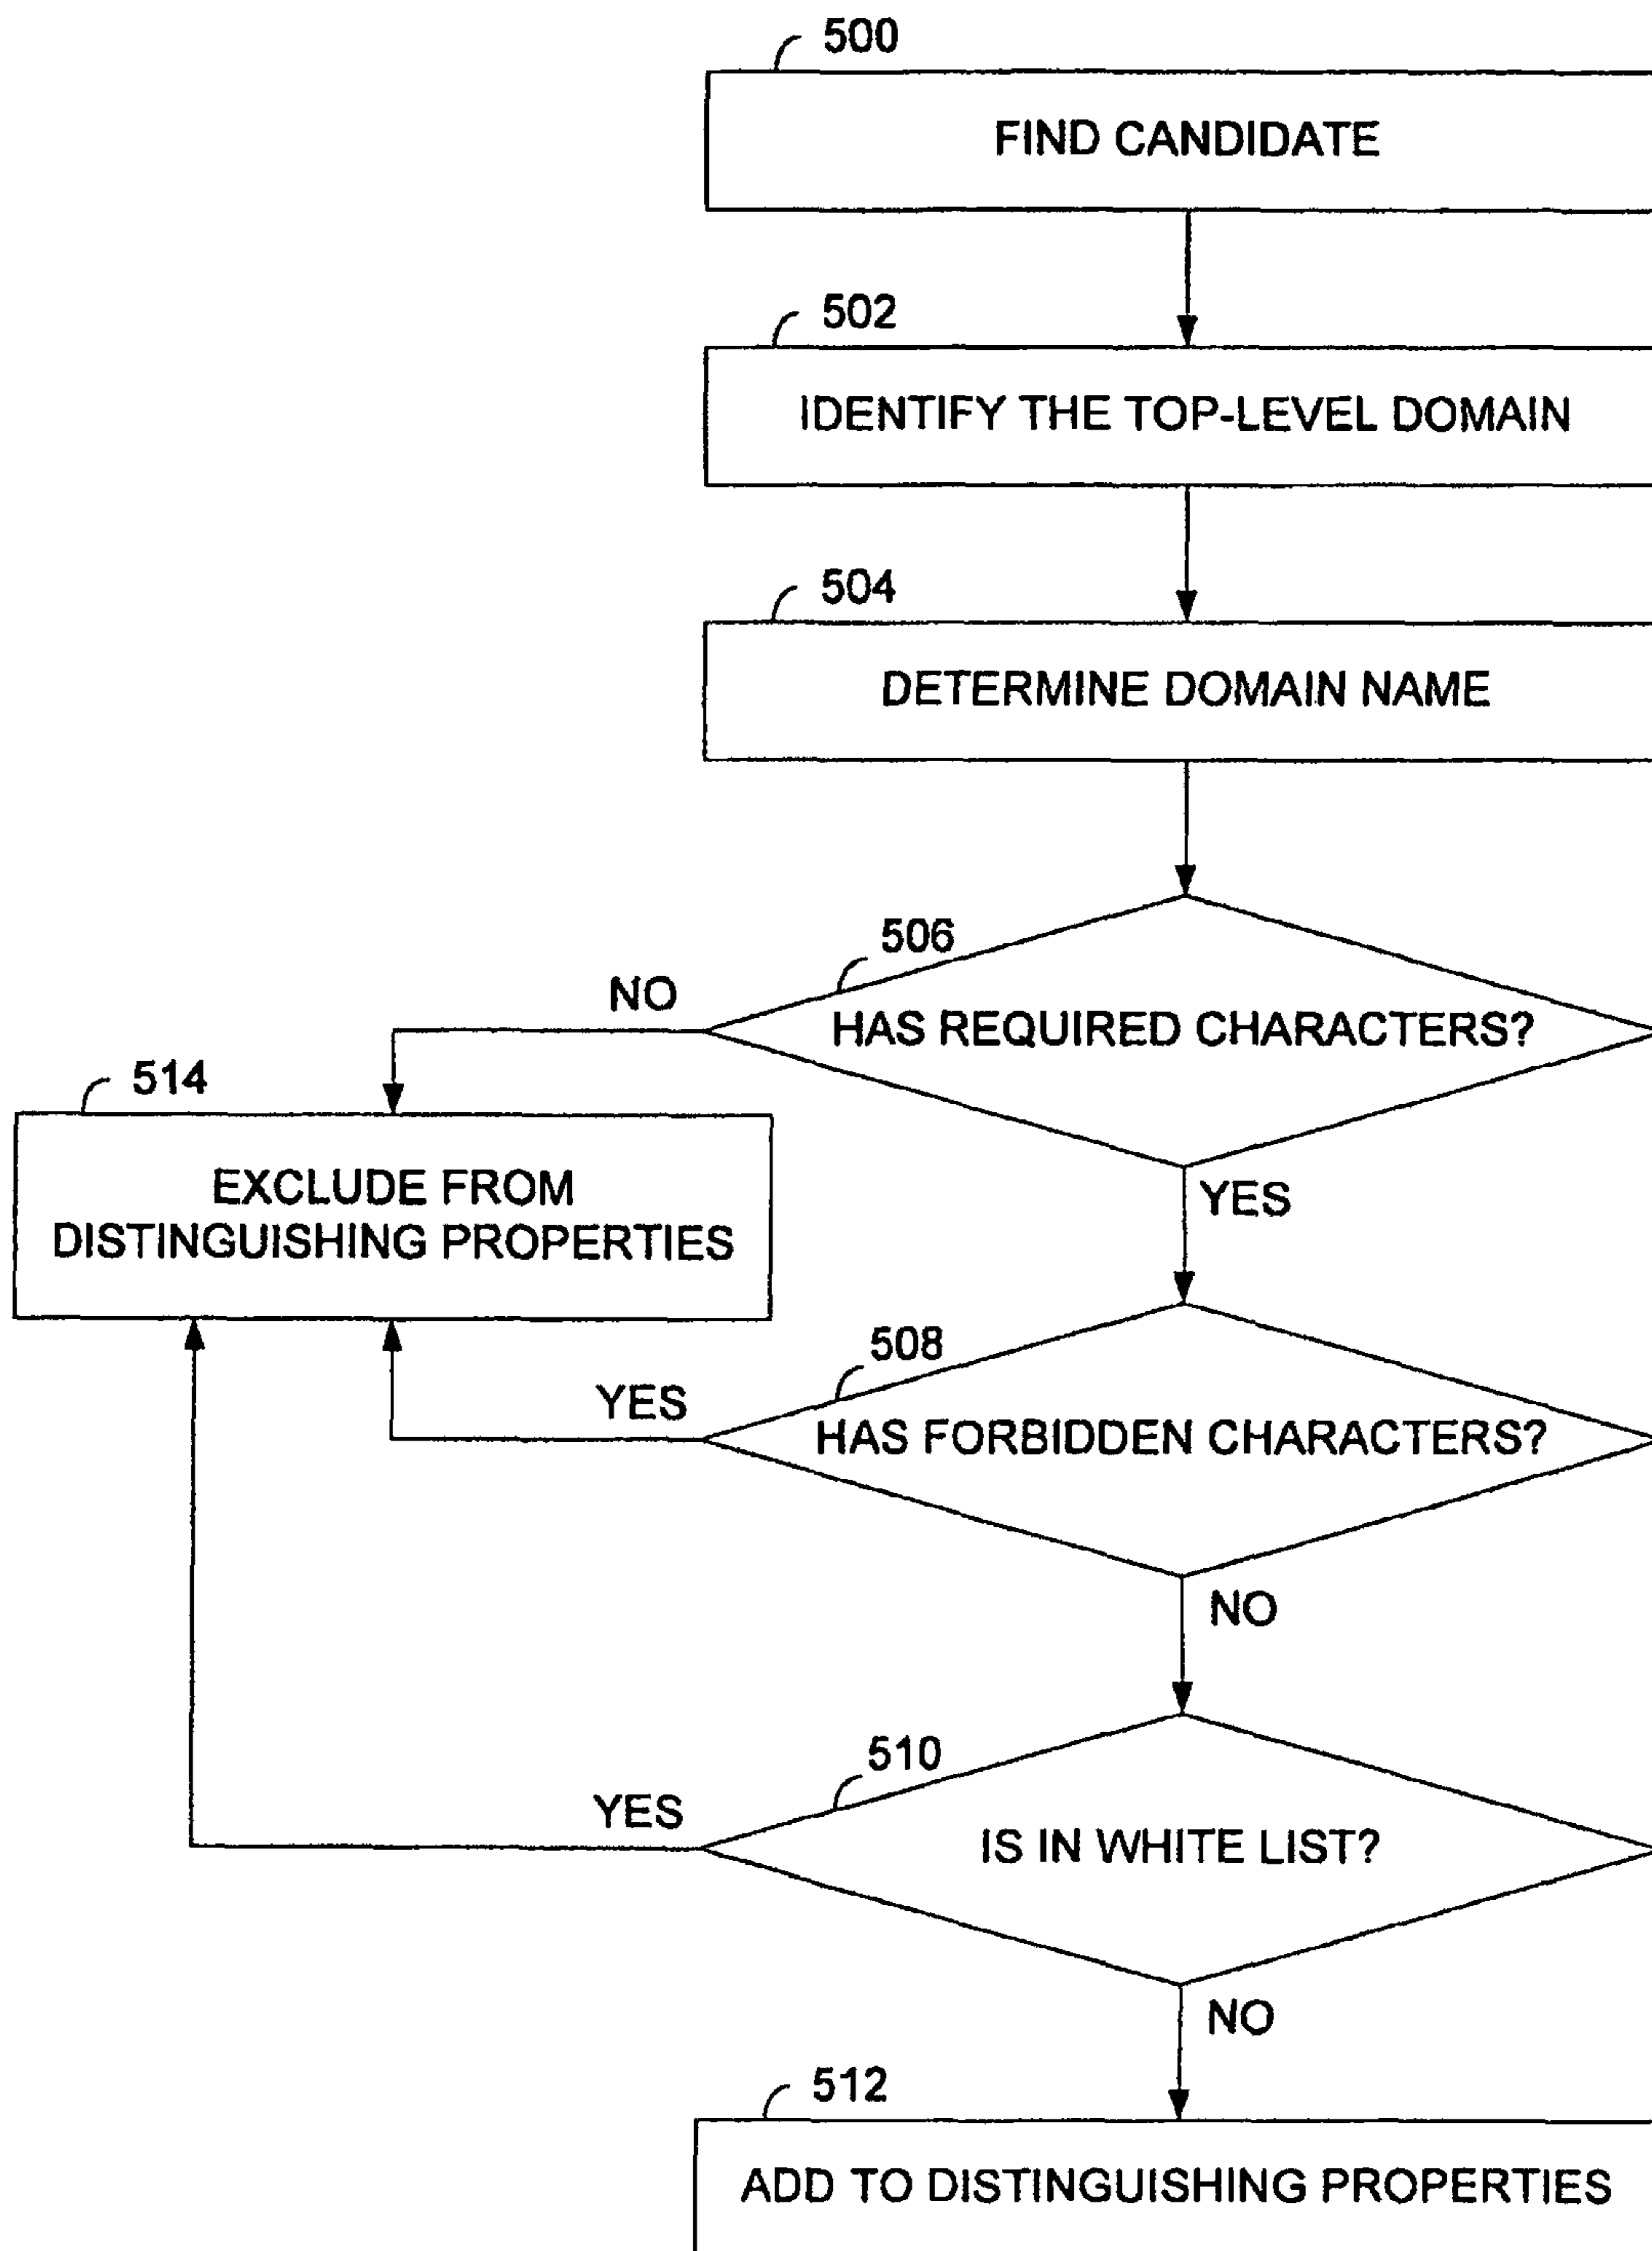 500
FIND CANDIDATE
502
IDENTIFY THE TOP-LEVEL DOMAIN
504
DETERMINE DOMAIN NAME
506
NO
HAS REQUIRED CHARACTERS?
514
EXCLUDE FROM
DISTINGUISHING PROPERTIES
YES
508
YES
HAS FORBIDDEN CHARACTERS?
NO
510
YES
IS IN WHITE LIST?
NO
512
ADD TO DISTINGUISHING PROPERTIES